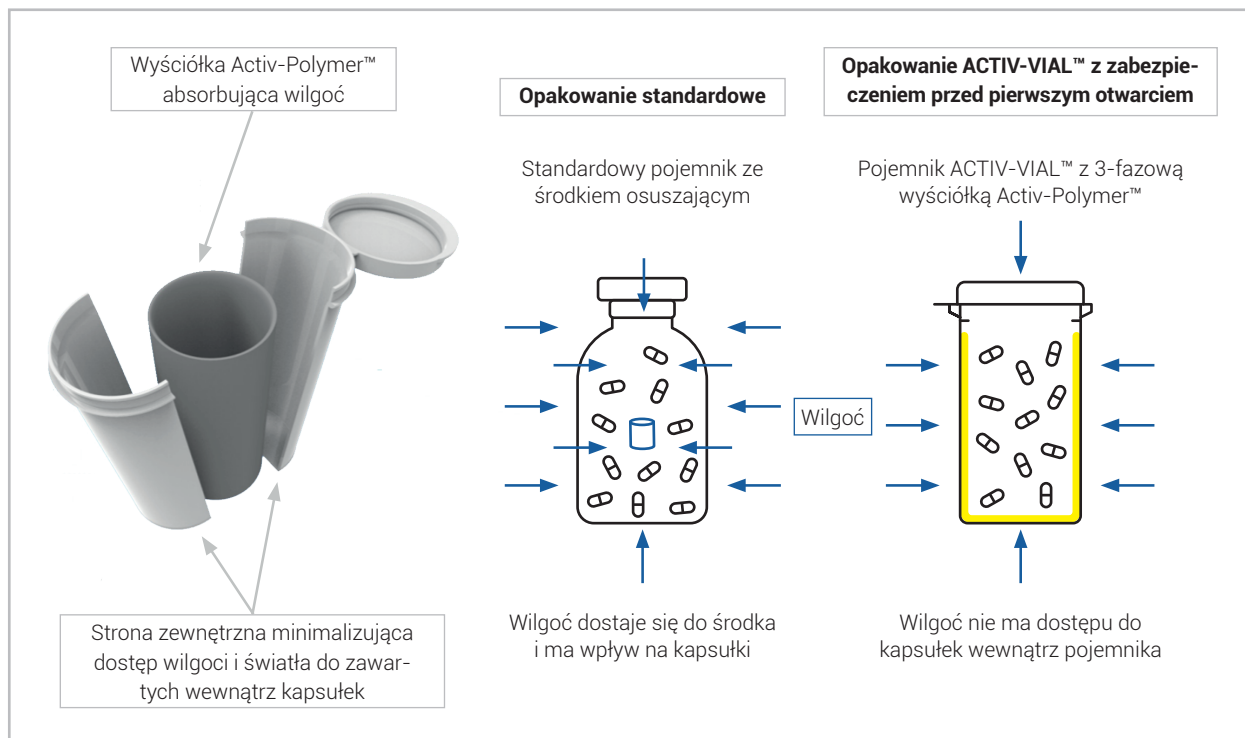 Wyściółka Activ-Polymer™
absorbująca wilgoć
Strona zewnętrzna minimalizująca
dostęp wilgoci i światła do zawar-
tych wewnątrz kapsułek
Opakowanie standardowe
Standardowy pojemnik ze
środkiem osuszającym
Wilgoć dostaje się do środka
i ma wpływ na kapsułki
Wilgoć
Opakowanie ACTIV-VIAL™ z zabezpie-
czeniem przed pierwszym otwarciem
Pojemnik ACTIV-VIAL™ z 3-fazową
wyściółką Activ-Polymer™
Wilgoć nie ma dostępu do
kapsułek wewnątrz pojemnika